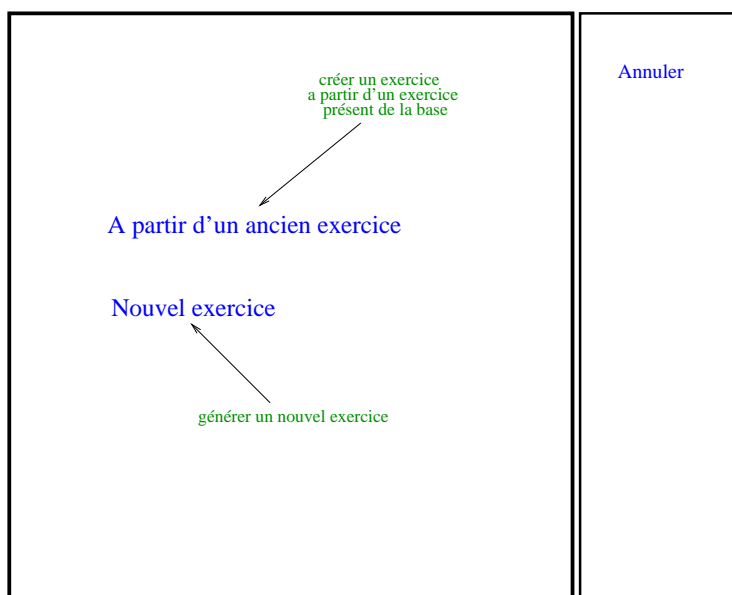 créer un exercice
a partir d'un exercice
présent de la base
Annuler
A partir d'un ancien exercice
Nouvel exercice
générer un nouvel exercice